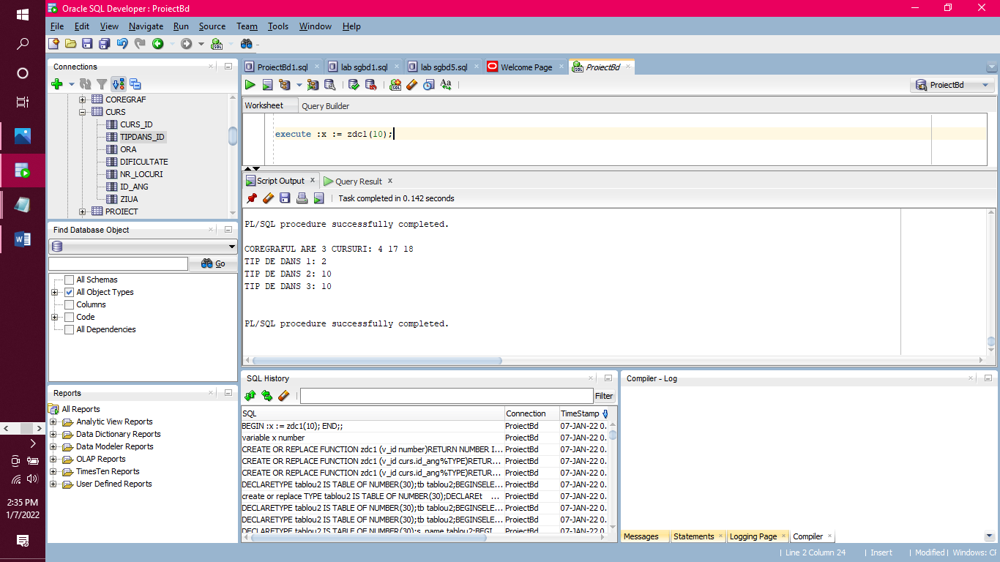 Oracle SQL Developer : ProiectBd
File Edit View Navigate Run Source Team Tools Window Help
Connections
COREGRAF
CURS
CURS_ID
TIPDANS_ID
ORA
DIFICULTATE
NR_LOCURI
ID_ANG
ZIUA
PROIECT
Find Database Object
Go
All Schemas
All Object Types
Columns
Code
All Dependencies
Reports
All Reports
Analytic View Reports
Data Dictionary Reports
Data Modeler Reports
OLAP Reports
TimesTen Reports
User Defined Reports
ProiectBd1.sql lab sgbd1.sql lab sgbd5.sql Welcome Page ProiectBd
ProiectBd
Worksheet Query Builder
execute :x := zdc1(10);
Script Output x Query Result x
Task completed in 0.142 seconds
PL/SQL procedure successfully completed.
COREGRAFUL ARE 3 CURSURI: 4 17 18
TIP DE DANS 1: 2
TIP DE DANS 2: 10
TIP DE DANS 3: 10
PL/SQL procedure successfully completed.
SQL History
Filter
SQL Connection TimeStamp
BEGIN :x := zdc1(10); END;; ProiectBd 07-JAN-22 0.
variable x number ProiectBd 07-JAN-22 0.
CREATE OR REPLACE FUNCTION zdc1 (v_id number)RETURN NUMBER I... ProiectBd 07-JAN-22 0.
CREATE OR REPLACE FUNCTION zdc1 (v_id curs.id_ang%TYPE)RETUR... ProiectBd 07-JAN-22 0.
CREATE OR REPLACE FUNCTION zdc1 (v_id curs.id_ang%TYPE)RETUR... ProiectBd 07-JAN-22 0.
DECLARETYPE tablou2 IS TABLE OF NUMBER(30);tb tablou2;BEGINSELE... ProiectBd 07-JAN-22 0.
create or replace TYPE tablou2 IS TABLE OF NUMBER(30);DECLAREt ... ProiectBd 07-JAN-22 0.
DECLARETYPE tablou2 IS TABLE OF NUMBER(30);tb tablou2;BEGINSELE... ProiectBd 07-JAN-22 0.
DECLARETYPE tablou2 IS TABLE OF NUMBER(30);tb tablou2;BEGINSELE... ProiectBd 07-JAN-22 0.
DECLARETYPE tablou2 IS TABLE OF NUMBER(30);s_name tablou2;BEGI... ProiectBd 07-JAN-22 0.
Compiler - Log
Messages Statements Logging Page Compiler
Line 2 Column 24 Insert Modified Windows: CF
2:35 PM
1/7/2022